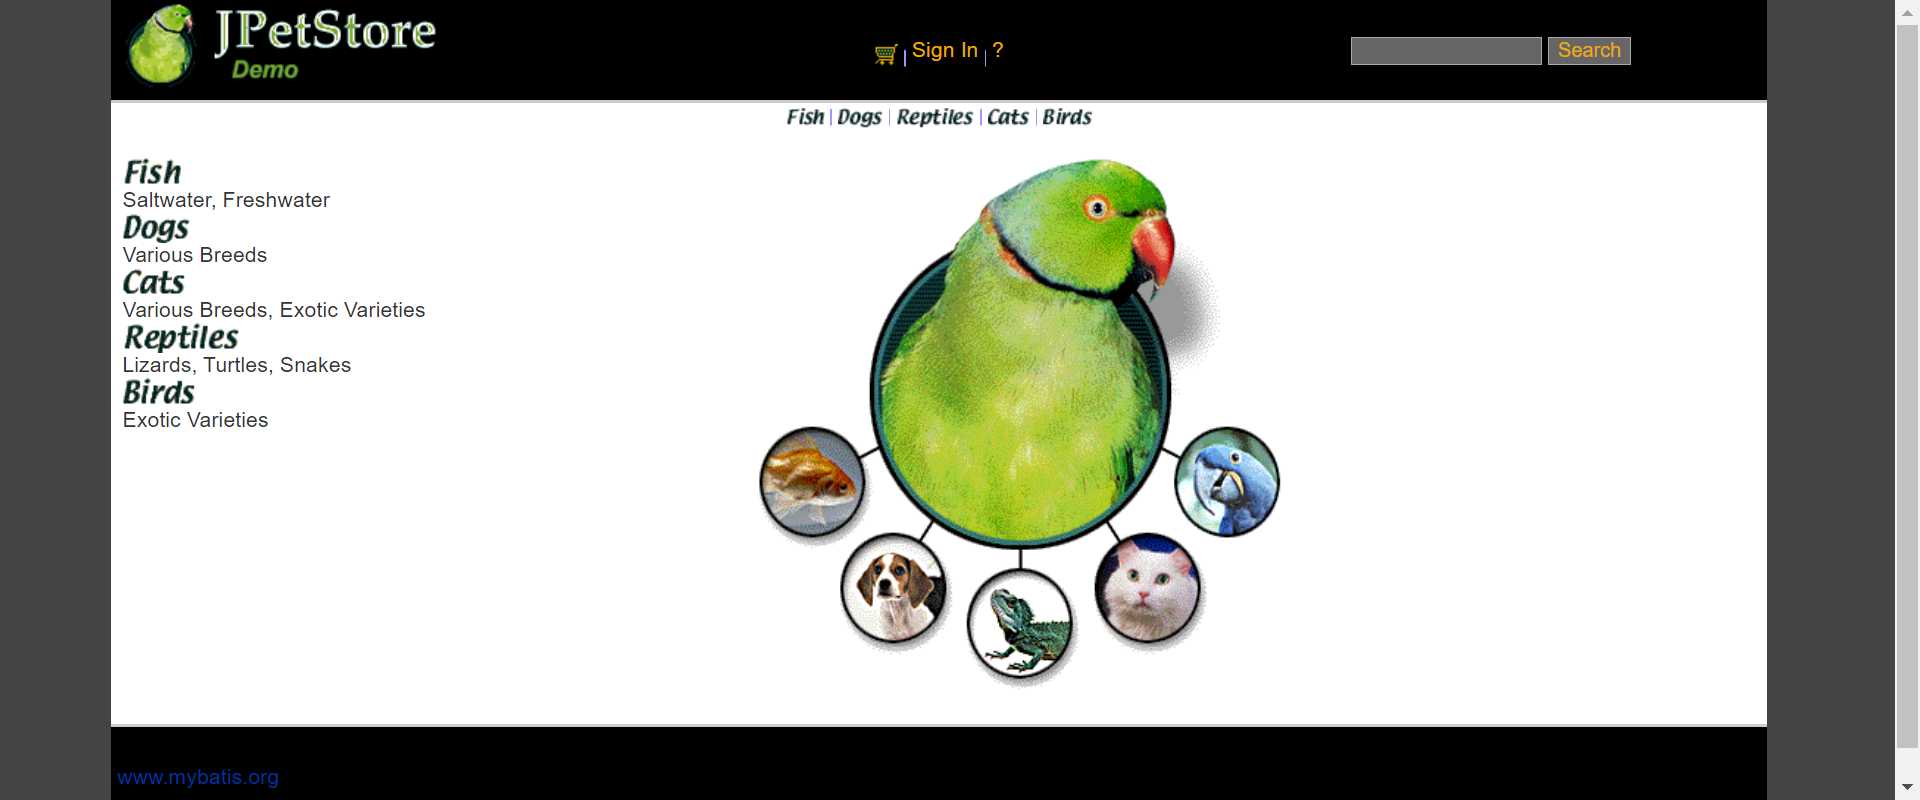 JPetStore
Demo
Sign In ?
Search
Fish Dogs Reptiles Cats Birds
Fish
Saltwater, Freshwater
Dogs
Various Breeds
Cats
Various Breeds, Exotic Varieties
Reptiles
Lizards, Turtles, Snakes
Birds
Exotic Varieties
www.mybatis.org